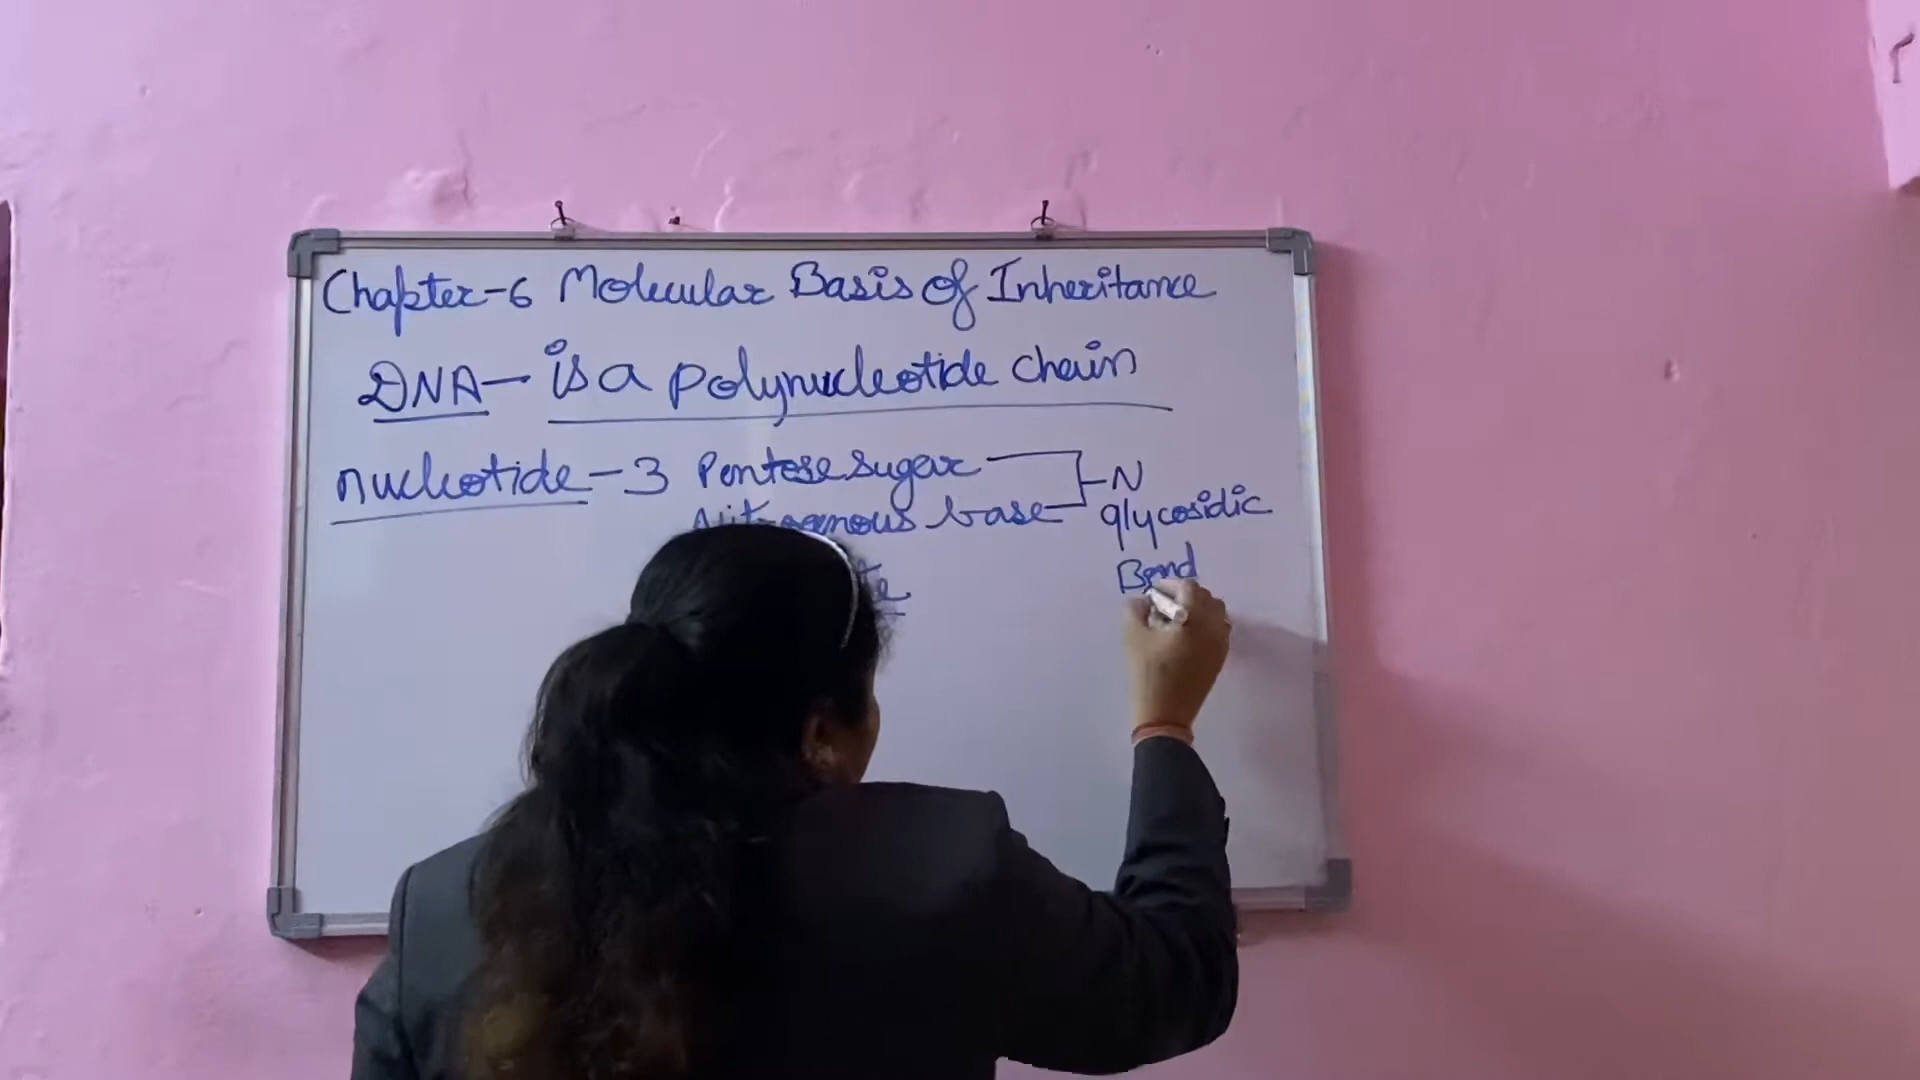 Chapter-6 Molecular Basis of Inheritance
DNA - is a polynucleotide chain
nucleotide - 3 Pentose sugar
N
base
glycosidic
Bond